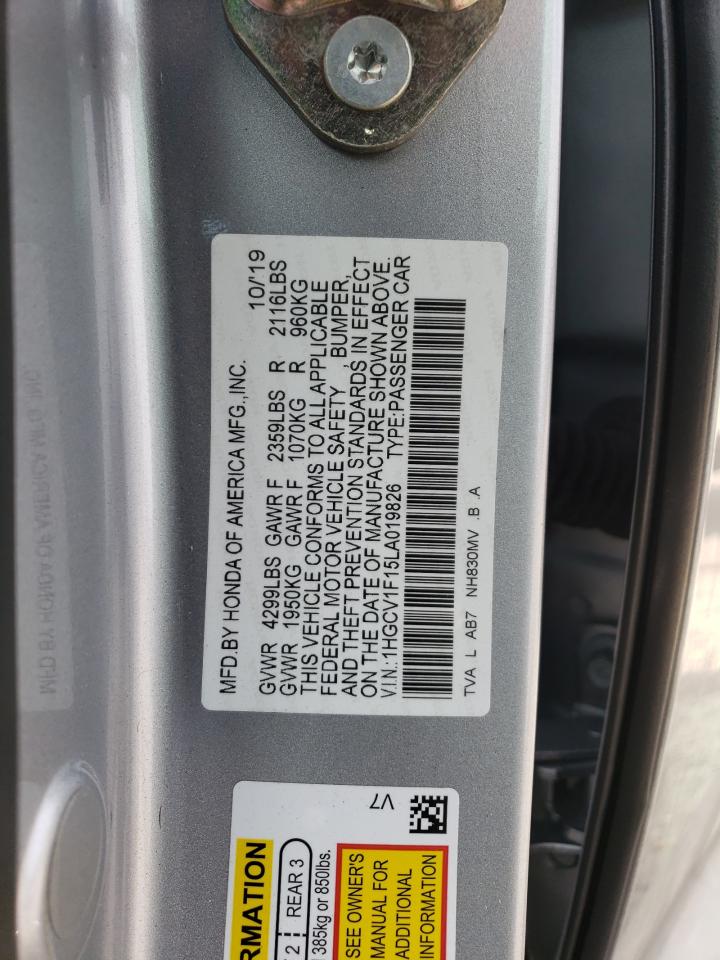 MFD.BY HONDA OF AMERICA MFG.,INC. 10/'19
GVWR 4299LBS GAWR F 2359LBS R 2116LBS
GVWR 1950KG GAWR F 1070KG R 960KG
THIS VEHICLE CONFORMS TO ALL APPLICABLE
FEDERAL MOTOR VEHICLE SAFETY , BUMPER,
AND THEFT PREVENTION STANDARDS IN EFFECT
ON THE DATE OF MANUFACTURE SHOWN ABOVE.
V.I.N.:1HGCV1F15LA019826 TYPE:PASSENGER CAR
TVA L AB7 NH830MV .B .A
RMATION
2 REAR 3
385kg or 850lbs.
V7
SEE OWNER'S
MANUAL FOR
ADDITIONAL
INFORMATION